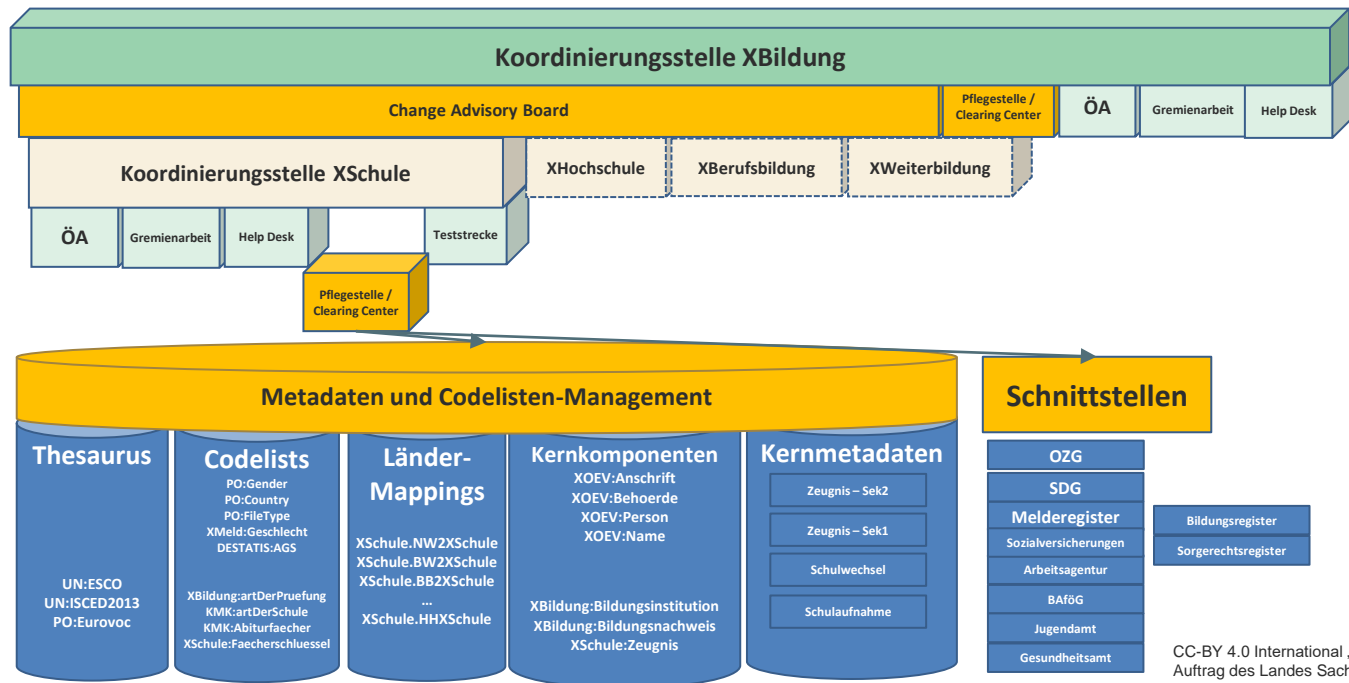 Koordinierungsstelle XBildung
Change Advisory Board
Pflegestelle /
Clearing Center
ÖA
Gremienarbeit
Help Desk
Koordinierungsstelle XSchule
XHochschule
XBerufsbildung
XWeiterbildung
ÖA
Gremienarbeit
Help Desk
Teststrecke
Pflegestelle /
Clearing Center
Metadaten und Codelisten-Management
Schnittstellen
Thesaurus
UN:ESCO
UN:ISCED2013
PO:Eurovoc
Codelists
PO:Gender
PO:Country
PO:FileType
XMeld:Geschlecht
DESTATIS:AGS
XBildung:artDerPruefung
KMK:artDerSchule
KMK:Abiturfaecher
XSchule:Faecherschluessel
Länder-
Mappings
XSchule.NW2XSchule
XSchule.BW2XSchule
XSchule.BB2XSchule
...
XSchule.HHXSchule
Kernkomponenten
XOEV:Anschrift
XOEV:Behoerde
XOEV:Person
XOEV:Name
XBildung:Bildungsinstitution
XBildung:Bildungsnachweis
XSchule:Zeugnis
Kernmetadaten
Zeugnis – Sek2
Zeugnis – Sek1
Schulwechsel
Schulaufnahme
OZG
SDG
Melderegister
Sozialversicherungen
Arbeitsagentur
BAföG
Jugendamt
Gesundheitsamt
Bildungsregister
Sorgerechtsregister
CC-BY 4.0 International ,
Auftrag des Landes Sach